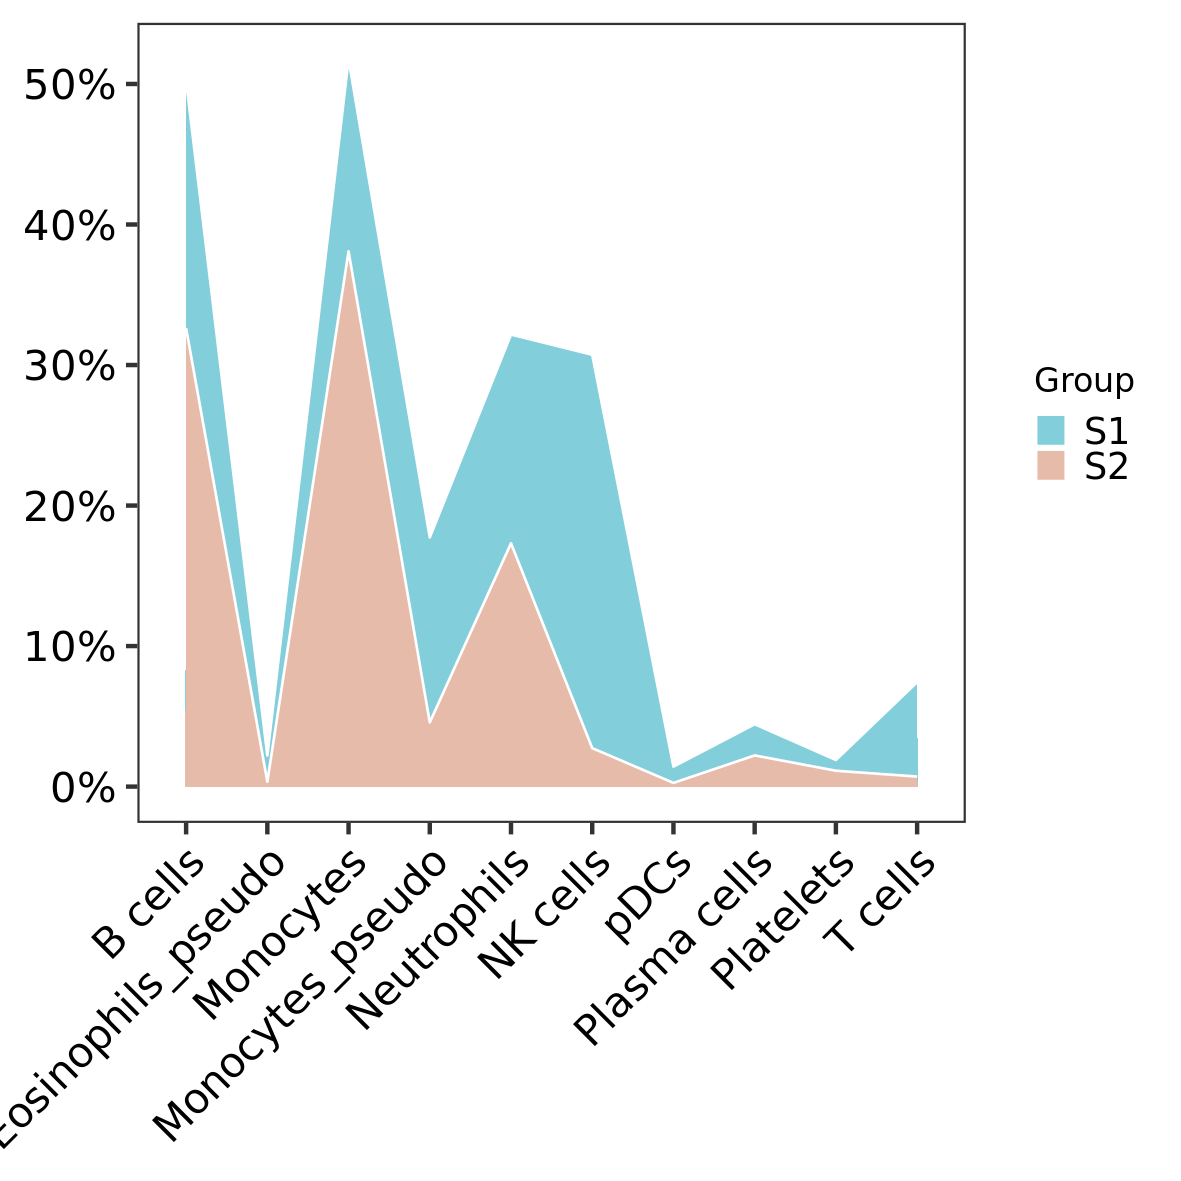 50%
40%
30%
20%
10%
0%
B cells
Eosinophils_pseudo
Monocytes
Monocytes_pseudo
Neutrophils
NK cells
pDCs
Plasma cells
Platelets
T cells
Group
S1
S2